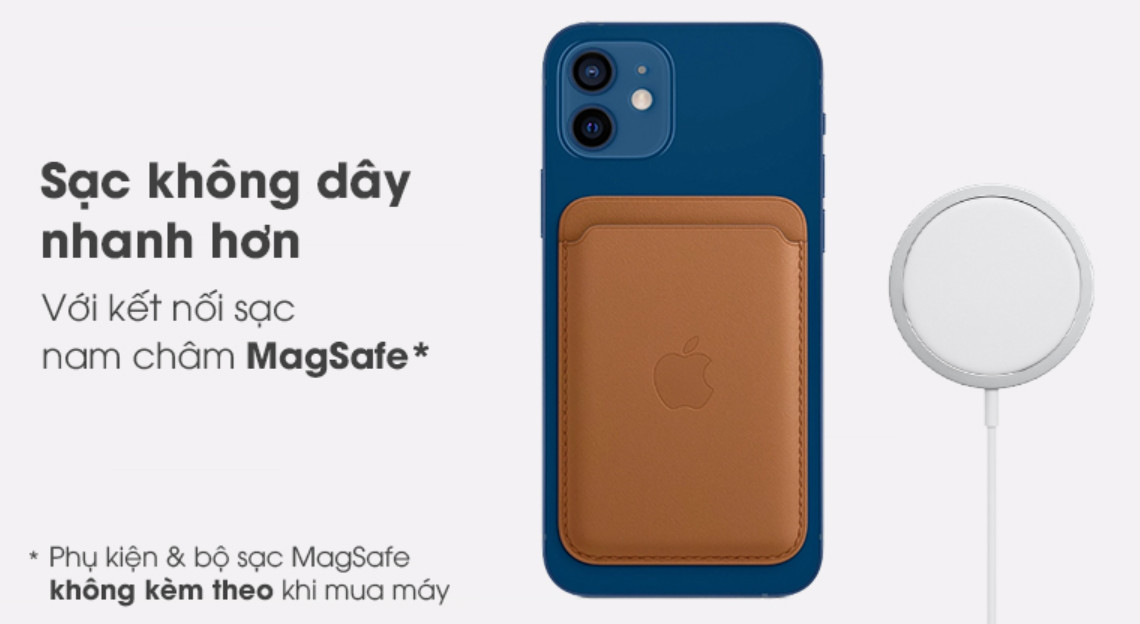 Sạc không dây
nhanh hơn
Với kết nối sạc
nam châm MagSafe*
* Phụ kiện & bộ sạc MagSafe
không kèm theo khi mua máy